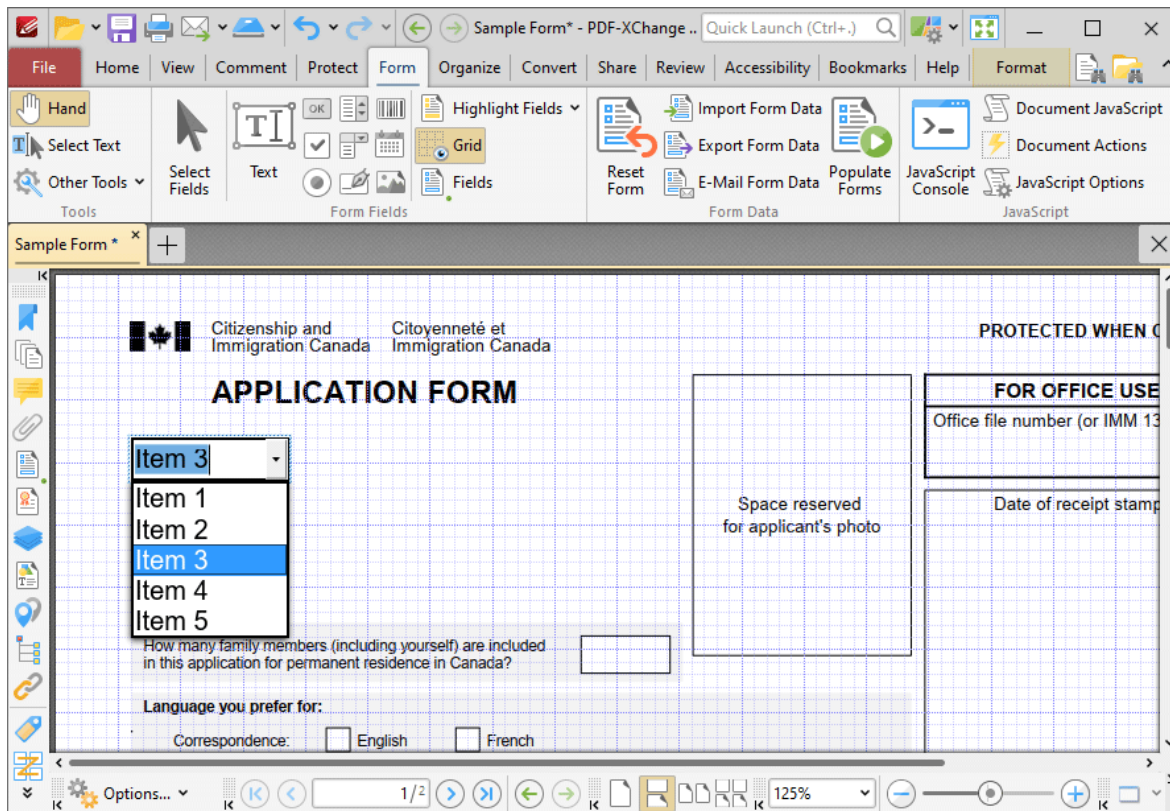 Sample Form* - PDF-XChange ..
Quick Launch (Ctrl+.)
File Home View Comment Protect Form Organize Convert Share Review Accessibility Bookmarks Help Format
Hand
Select Text
Other Tools
Tools
Select Fields
Text
OK
Highlight Fields
Grid
Fields
Form Fields
Reset Form
Import Form Data
Export Form Data
E-Mail Form Data
Populate Forms
Form Data
JavaScript Console
Document JavaScript
Document Actions
JavaScript Options
JavaScript
Sample Form *
Citizenship and Immigration Canada
Citoyenneté et Immigration Canada
PROTECTED WHEN C
APPLICATION FORM
FOR OFFICE USE
Office file number (or IMM 13
Item 3
Item 1
Item 2
Item 3
Item 4
Item 5
Space reserved
for applicant's photo
Date of receipt stamp
How many family members (including yourself) are included
in this application for permanent residence in Canada?
Language you prefer for:
Correspondence: English French
Options...
1/2
125%